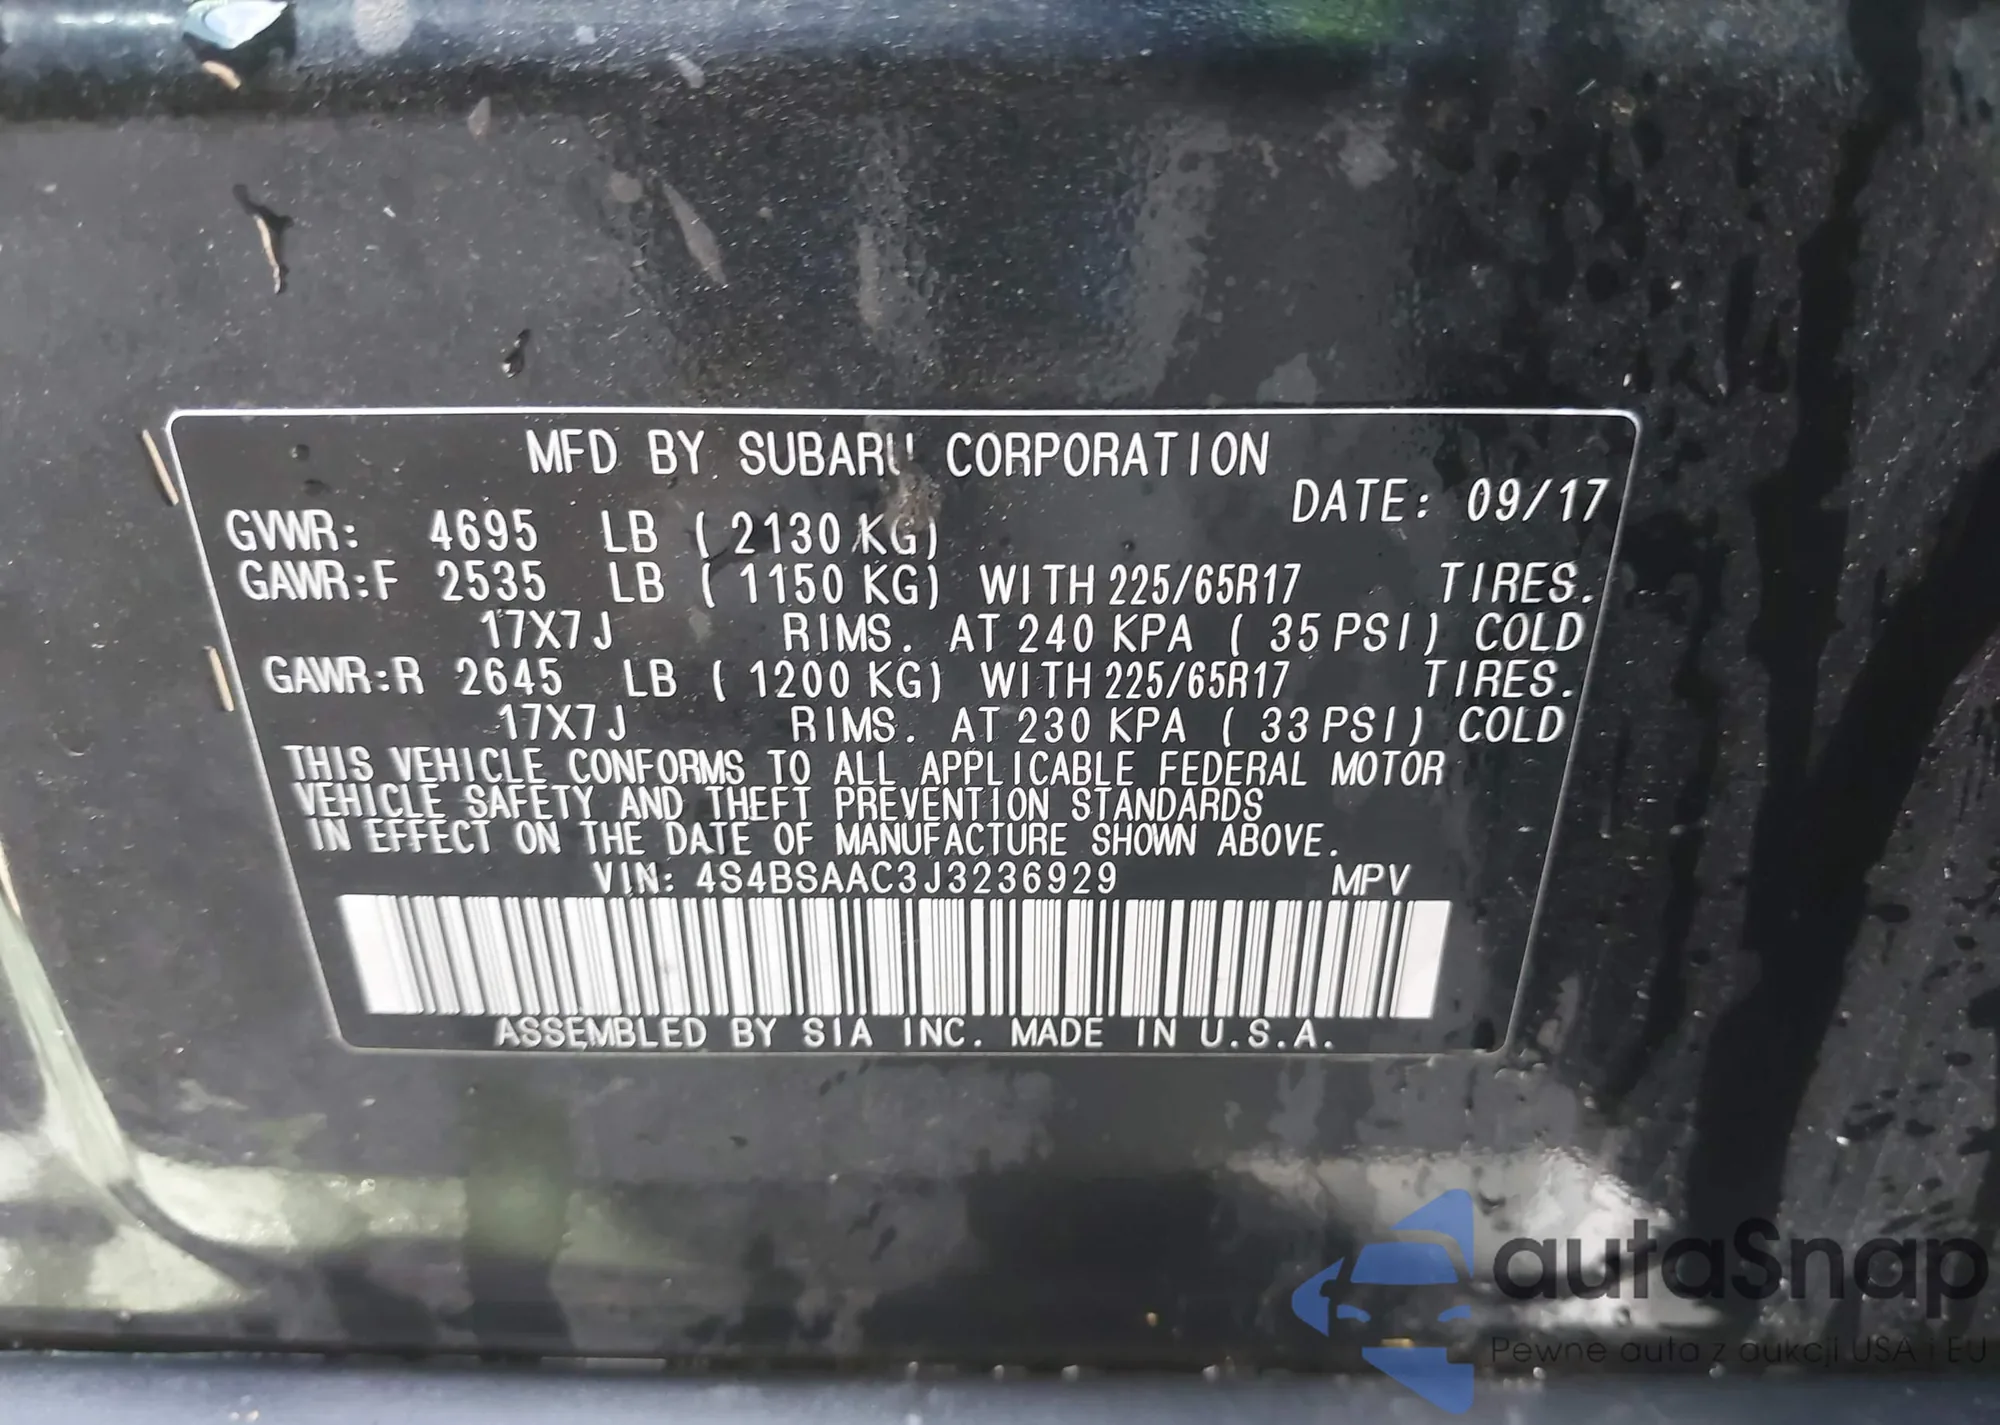 MFD BY SUBARU CORPORATION
DATE: 09/17
GVWR: 4695 LB ( 2130 KG)
GAWR:F 2535 LB ( 1150 KG) WITH 225/65R17 TIRES.
17X7J RIMS. AT 240 KPA ( 35 PSI) COLD
GAWR:R 2645 LB ( 1200 KG) WITH 225/65R17 TIRES.
17X7J RIMS. AT 230 KPA ( 33 PSI) COLD
THIS VEHICLE CONFORMS TO ALL APPLICABLE FEDERAL MOTOR
VEHICLE SAFETY AND THEFT PREVENTION STANDARDS
IN EFFECT ON THE DATE OF MANUFACTURE SHOWN ABOVE.
VIN: 4S4BSAAC3J3236929 MPV
ASSEMBLED BY SIA INC. MADE IN U.S.A.
autaSnap
Pewne auta z aukcji USA i EU